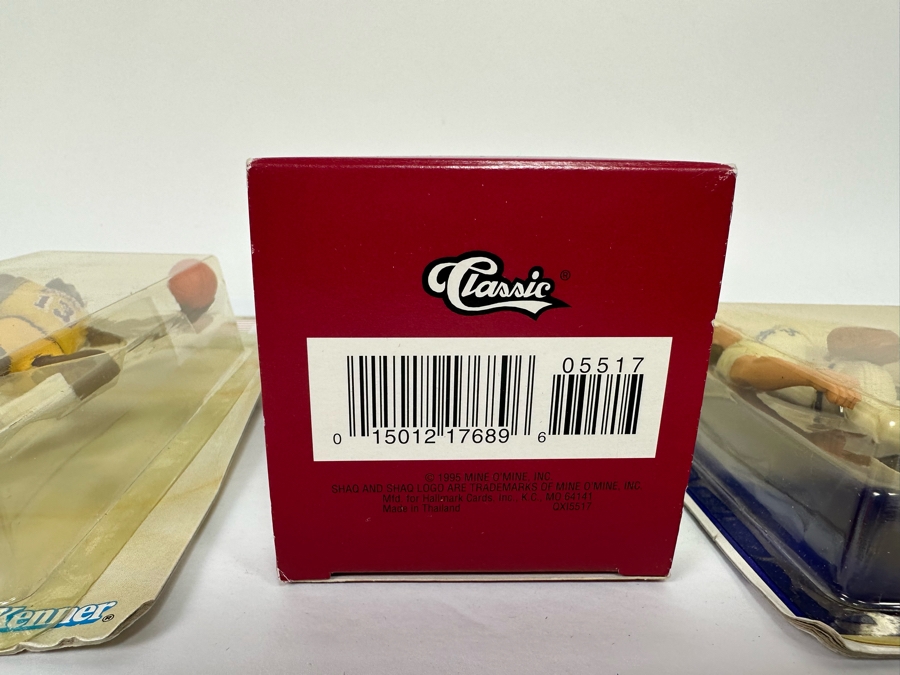 Classic®
05517
0 15012 17689 6
© 1995 MINE O'MINE, INC.
SHAQ AND SHAQ LOGO ARE TRADEMARKS OF MINE O'MINE, INC.
Mfd. for Hallmark Cards, Inc., K.C., MO 64141
Made in Thailand QXI5517
13
Kenner®